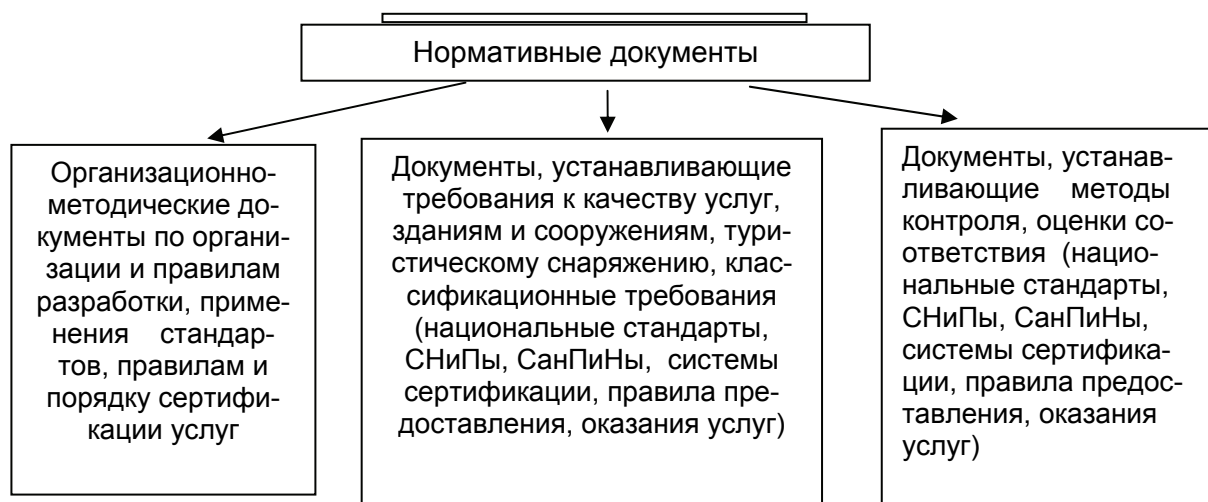 Нормативные документы
Организационно-
методические до-
кументы по органи-
зации и правилам
разработки, приме-
нения стандар-
тов, правилам и
порядку сертифи-
кации услуг
Документы, устанавливающие
требования к качеству услуг,
зданиям и сооружениям, тури-
стическому снаряжению, клас-
сификационные требования
(национальные стандарты,
СНиПы, СанПиНы, системы
сертификации, правила пре-
доставления, оказания услуг)
Документы, устанав-
ливающие методы
контроля, оценки со-
ответствия (нацио-
нальные стандарты,
СНиПы, СанПиНы,
системы сертифика-
ции, правила предос-
тавления, оказания
услуг)